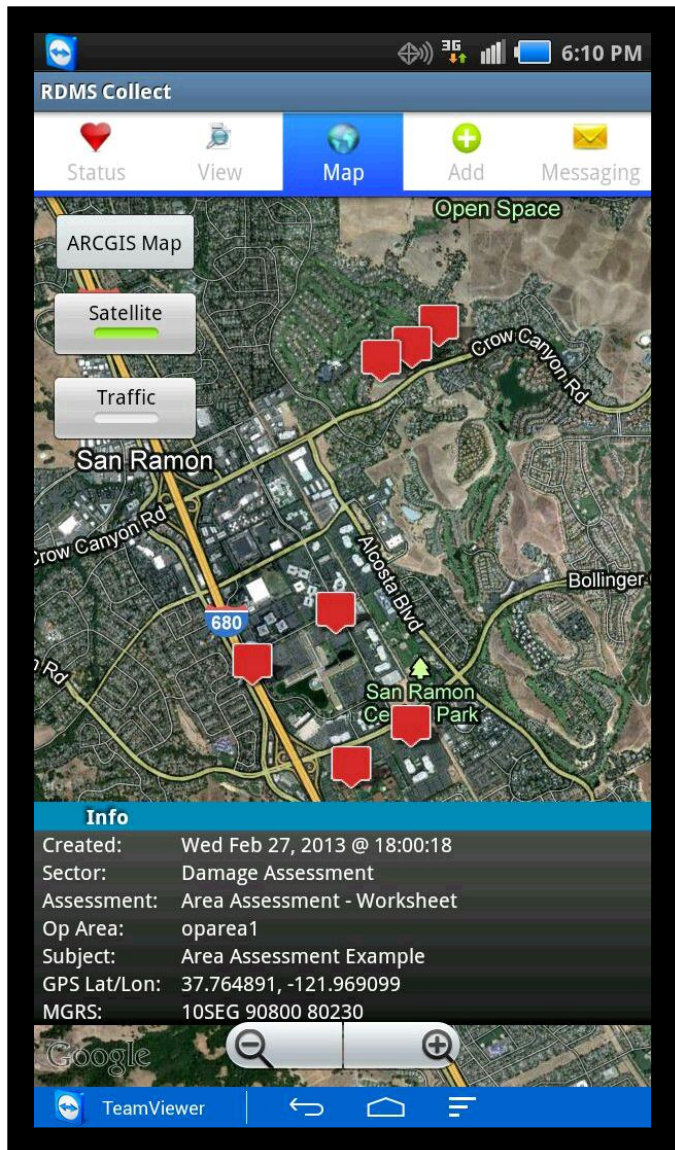 3G 6:10 PM
RDMS Collect
Status View Map Add Messaging
Open Space
ARCGIS Map
Satellite
Crow Canyon Rd
Traffic
San Ramon
Crow Canyon Rd
Alcosta Blvd
Bollinger
680
Rd
San Ramon
Park
Info
Created: Wed Feb 27, 2013 @ 18:00:18
Sector: Damage Assessment
Assessment: Area Assessment - Worksheet
Op Area: oparea1
Subject: Area Assessment Example
GPS Lat/Lon: 37.764891, -121.969099
MGRS: 10SEG 90800 80230
Google
TeamViewer